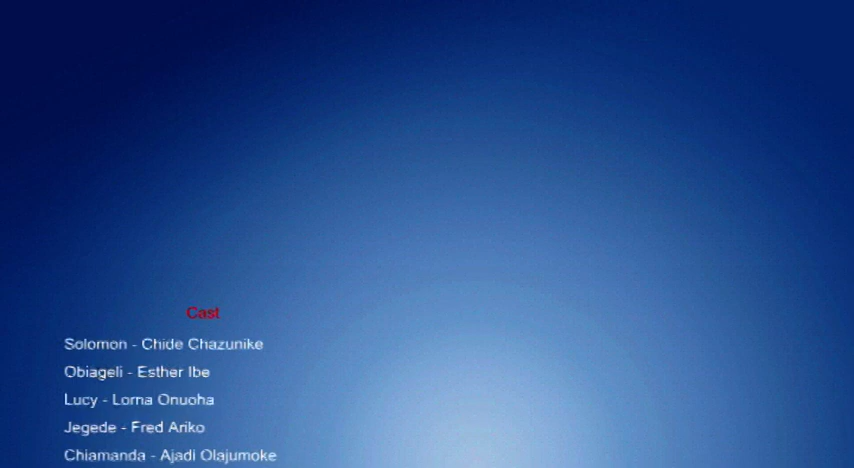 Cast
Solomon - Chide Chazunike
Obiageli - Esther Ibe
Lucy - Lorna Onuoha
Jegede - Fred Ariko
Chiamanda - Ajadi Olajumoke